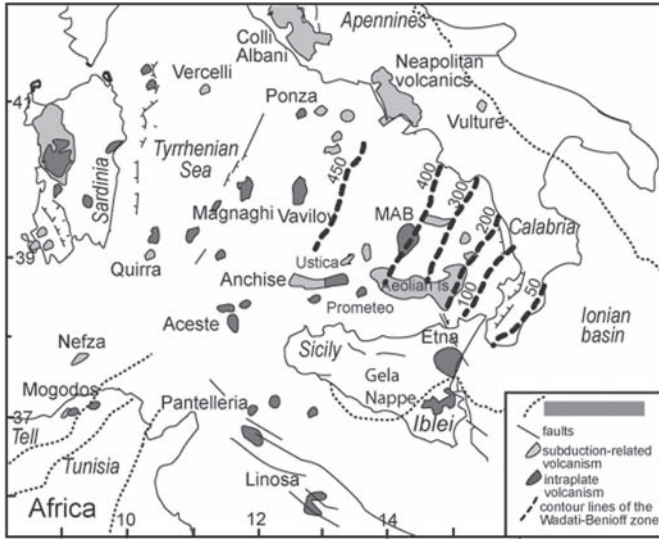 Apennines
Colli
Albani
Vercelli
Neapolitan
volcanics
41
Ponza
Vulture
Tyrrhenian
Sea
Sardinia
450
400
300
200
100
50
Magnaghi
Vavilov
MAB
Calabria
39
Quirra
Ustica
Anchise
Aeolian Is.
Prometeo
Aceste
Ionian
basin
Nefza
Sicily
Etna
Mogodos
Gela
Nappe
37
Pantelleria
Iblei
Tell
Tunisia
Linosa
Africa
10
12
14
faults
subduction-related
volcanism
intraplate
volcanism
contour lines of the
Wadati-Benioff zone